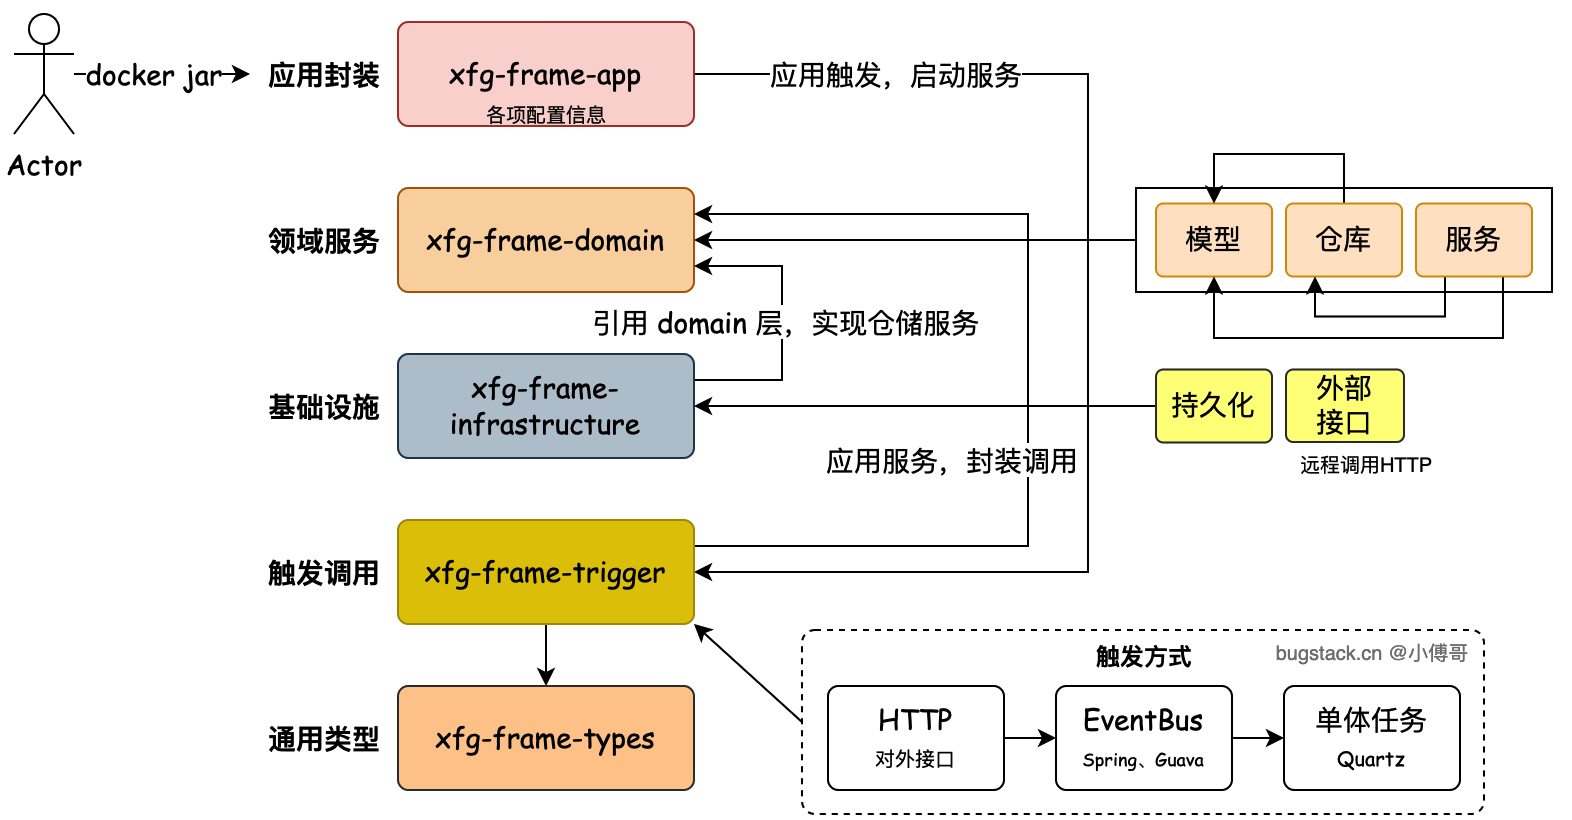 docker jar
Actor
应用封装
xfg-frame-app
各项配置信息
应用触发，启动服务
领域服务
xfg-frame-domain
模型
仓库
服务
引用 domain 层，实现仓储服务
基础设施
xfg-frame-
infrastructure
持久化
外部
接口
远程调用HTTP
应用服务，封装调用
触发调用
xfg-frame-trigger
触发方式
bugstack.cn @小傅哥
通用类型
xfg-frame-types
HTTP
对外接口
EventBus
Spring、Guava
单体任务
Quartz